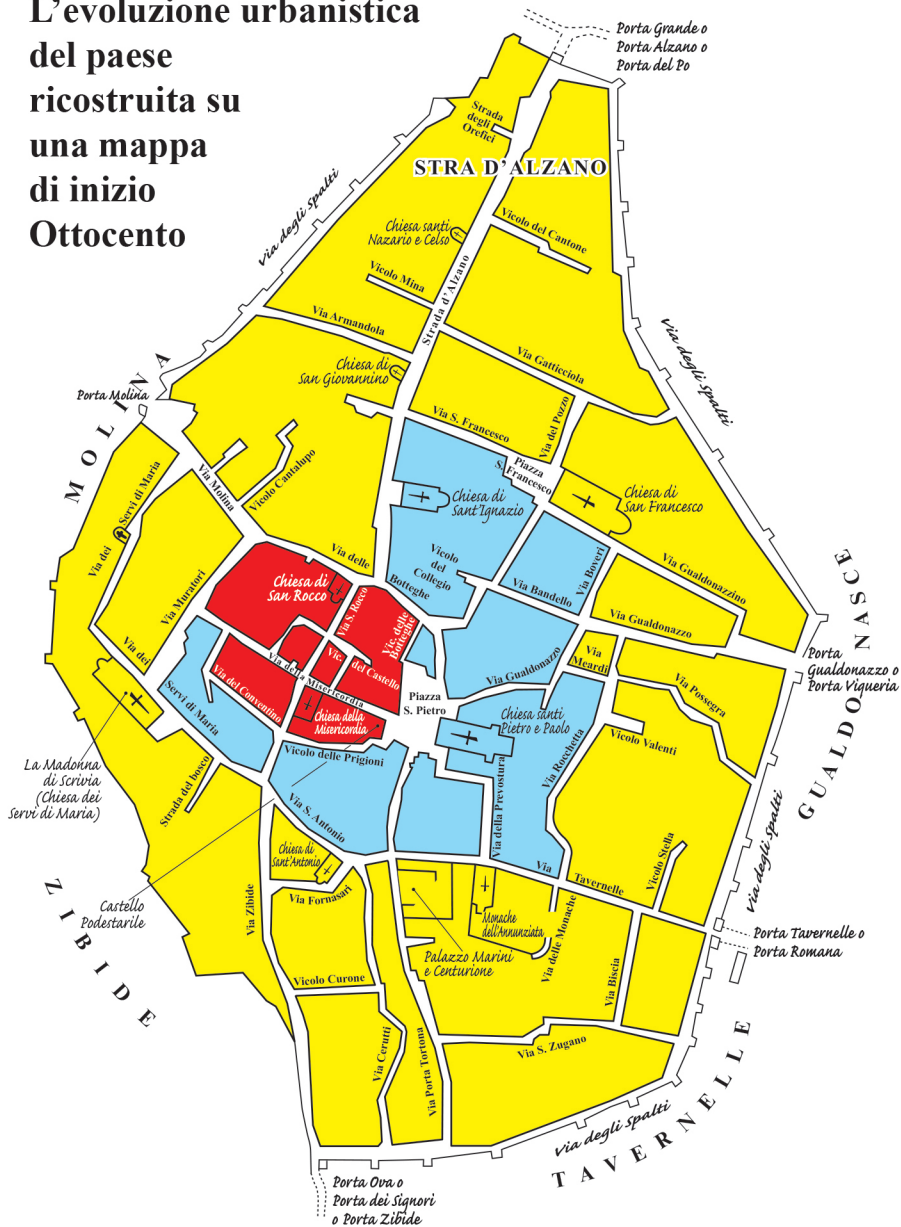 L’evoluzione urbanistica
del paese
ricostruita su
una mappa
di inizio
Ottocento
Porta Grande o
Porta Alzano o
Porta del Po
Strada
degli
Orefici
STRA D’ALZANO
via degli Spalti
Chiesa santi
Nazario e Celso
Vicolo del Cantone
Vicolo Mina
Strada d’Alzano
Via Armandola
via degli Spalti
Via Gatticciola
Chiesa di
San Giovannino
MOLINA
Porta Molina
Via S. Francesco
Via del Pozzo
Piazza
S. Francesco
Via dei Servi di Maria
Via Molina
Vicolo Cantalupo
Chiesa di
Sant’Ignazio
Chiesa di
San Francesco
Via delle Botteghe
Vicolo
del
Collegio
Via Bandello
Via Boveri
Via Gualdonazzino
Via Muratori
Chiesa di
San Rocco
Via S. Rocco
Vic. delle
Botteghe
Via Gualdonazzo
GUALDONASCE
Via
Meardi
Porta
Gualdonazzo o
Porta Viqueria
Via dei Servi di Maria
Via della Misericordia
Vic. del Castello
Via Gualdonazzo
Via Possegra
Via del Conventino
Piazza
S. Pietro
Chiesa della
Misericordia
Chiesa santi
Pietro e Paolo
Via Rocchetta
Vicolo Valenti
Vicolo delle Prigioni
La Madonna
di Scrivia
(Chiesa dei
Servi di Maria)
Strada del bosco
Via S. Antonio
Via della Prevostura
via degli Spalti
Chiesa di
Sant’Antonio
Via Tavernelle
Vicolo Stella
ZIBIDE
Castello
Podestarile
Via Zibide
Via Fornasari
Monache
dell’Annunziata
Via delle Monache
Porta Tavernelle o
Porta Romana
Palazzo Marini
e Centurione
Vicolo Curone
Via Biscia
Via Cerutti
Via Porta Tortona
Via S. Zugano
TAVERNELLE
via degli Spalti
Porta Ova o
Porta dei Signori
o Porta Zibide